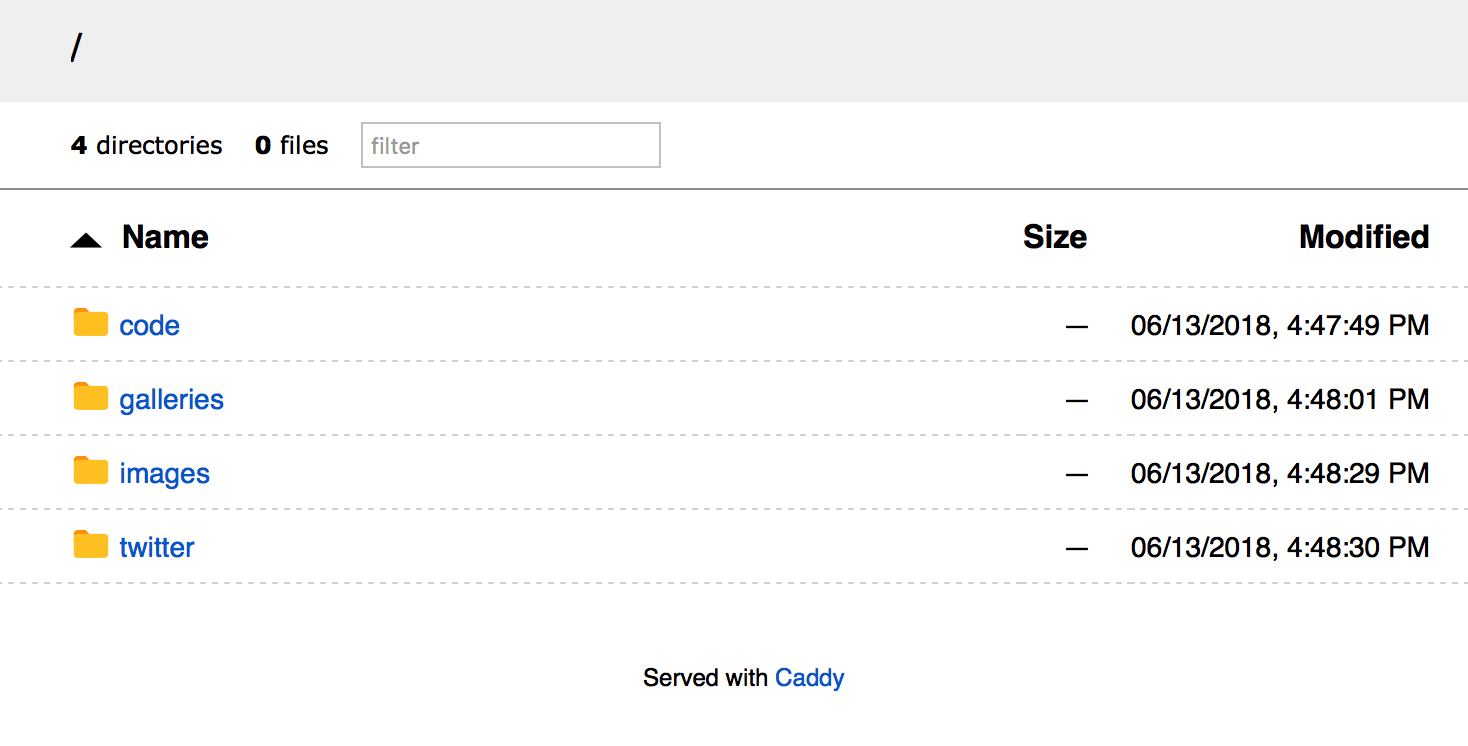 /
4 directories 0 files filter
Name Size Modified
code — 06/13/2018, 4:47:49 PM
galleries — 06/13/2018, 4:48:01 PM
images — 06/13/2018, 4:48:29 PM
twitter — 06/13/2018, 4:48:30 PM
Served with Caddy